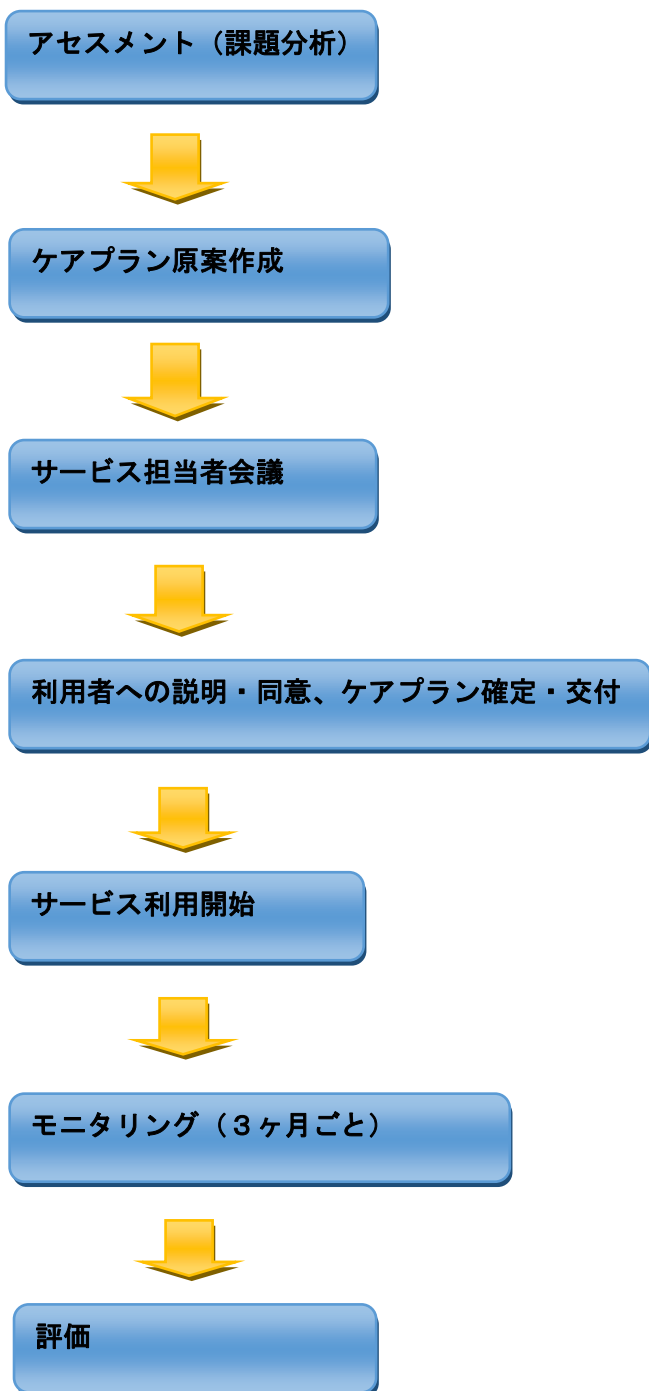 アセスメント（課題分析）
ケアプラン原案作成
サービス担当者会議
利用者への説明・同意、ケアプラン確定・交付
サービス利用開始
モニタリング（３ヶ月ごと）
評価